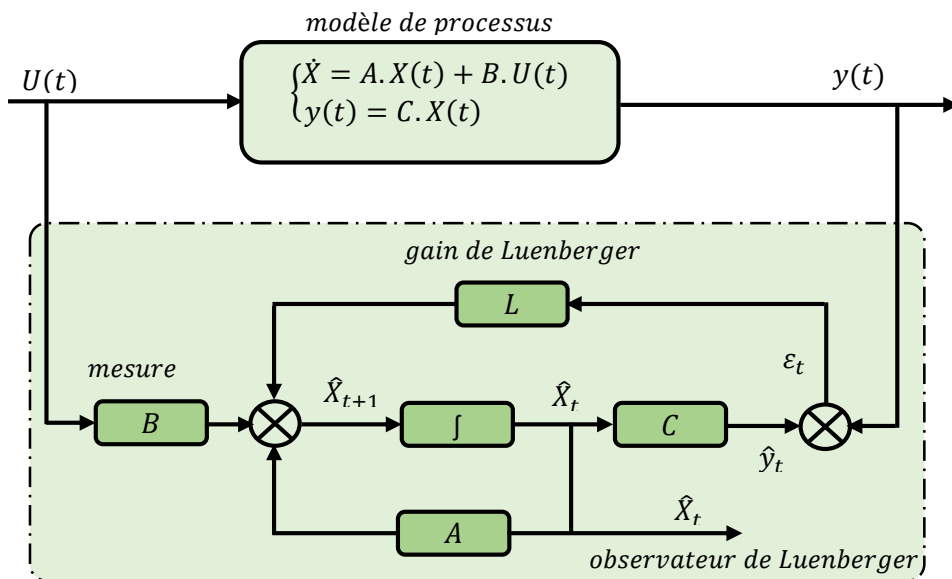 modèle de processus
U(t)
y(t)
Ẋ = A.X(t) + B.U(t)
y(t) = C.X(t)
gain de Luenberger
L
mesure
ε_t
X̂_{t+1}
X̂_t
B
∫
C
ŷ_t
A
X̂_t
observateur de Luenberger